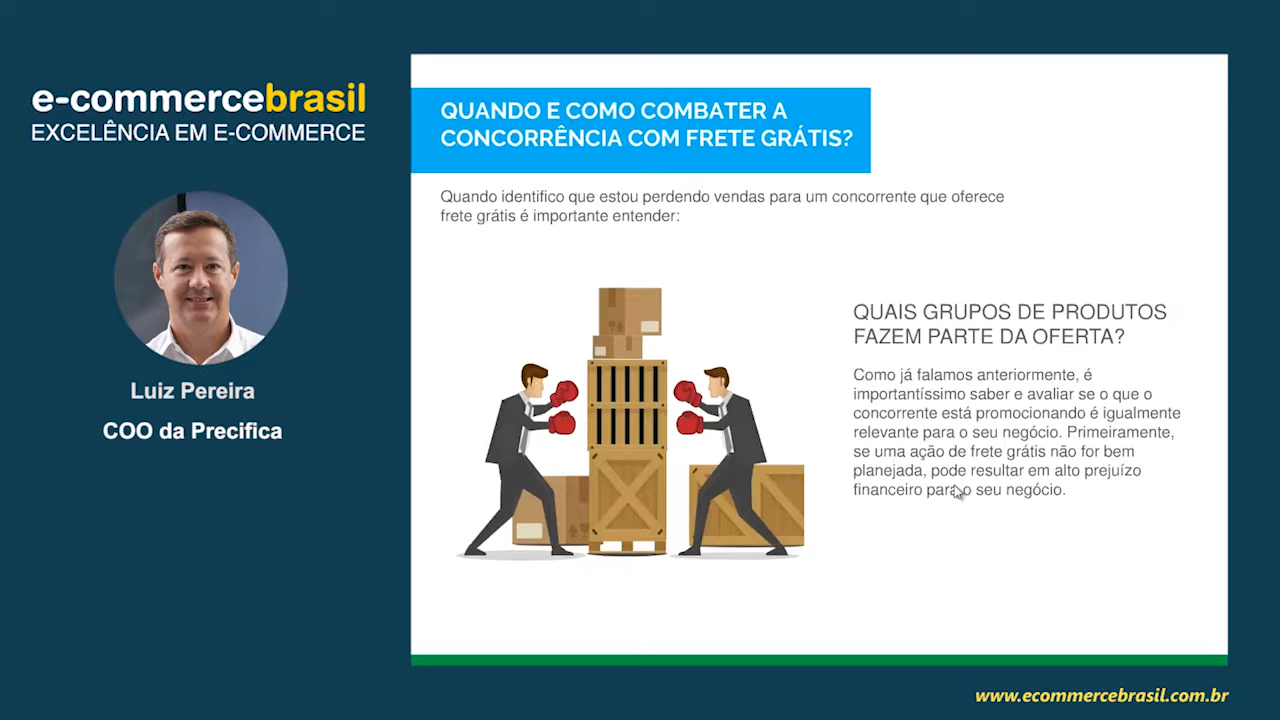 e-commercebrasil
EXCELÊNCIA EM E-COMMERCE
Luiz Pereira
COO da Precifica
QUANDO E COMO COMBATER A
CONCORRÊNCIA COM FRETE GRÁTIS?
Quando identifico que estou perdendo vendas para um concorrente que oferece
frete grátis é importante entender:
QUAIS GRUPOS DE PRODUTOS
FAZEM PARTE DA OFERTA?
Como já falamos anteriormente, é
importantíssimo saber e avaliar se o que o
concorrente está promocionando é igualmente
relevante para o seu negócio. Primeiramente,
se uma ação de frete grátis não for bem
planejada, pode resultar em alto prejuízo
financeiro para o seu negócio.
www.ecommercebrasil.com.br